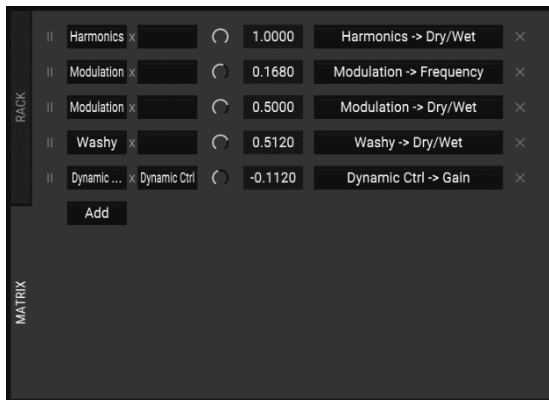 Harmonics x 1.0000 Harmonics -> Dry/Wet ×
Modulation x 0.1680 Modulation -> Frequency ×
Modulation x 0.5000 Modulation -> Dry/Wet ×
Washy x 0.5120 Washy -> Dry/Wet ×
Dynamic ... x Dynamic Ctrl -0.1120 Dynamic Ctrl -> Gain ×
Add
RACK
MATRIX